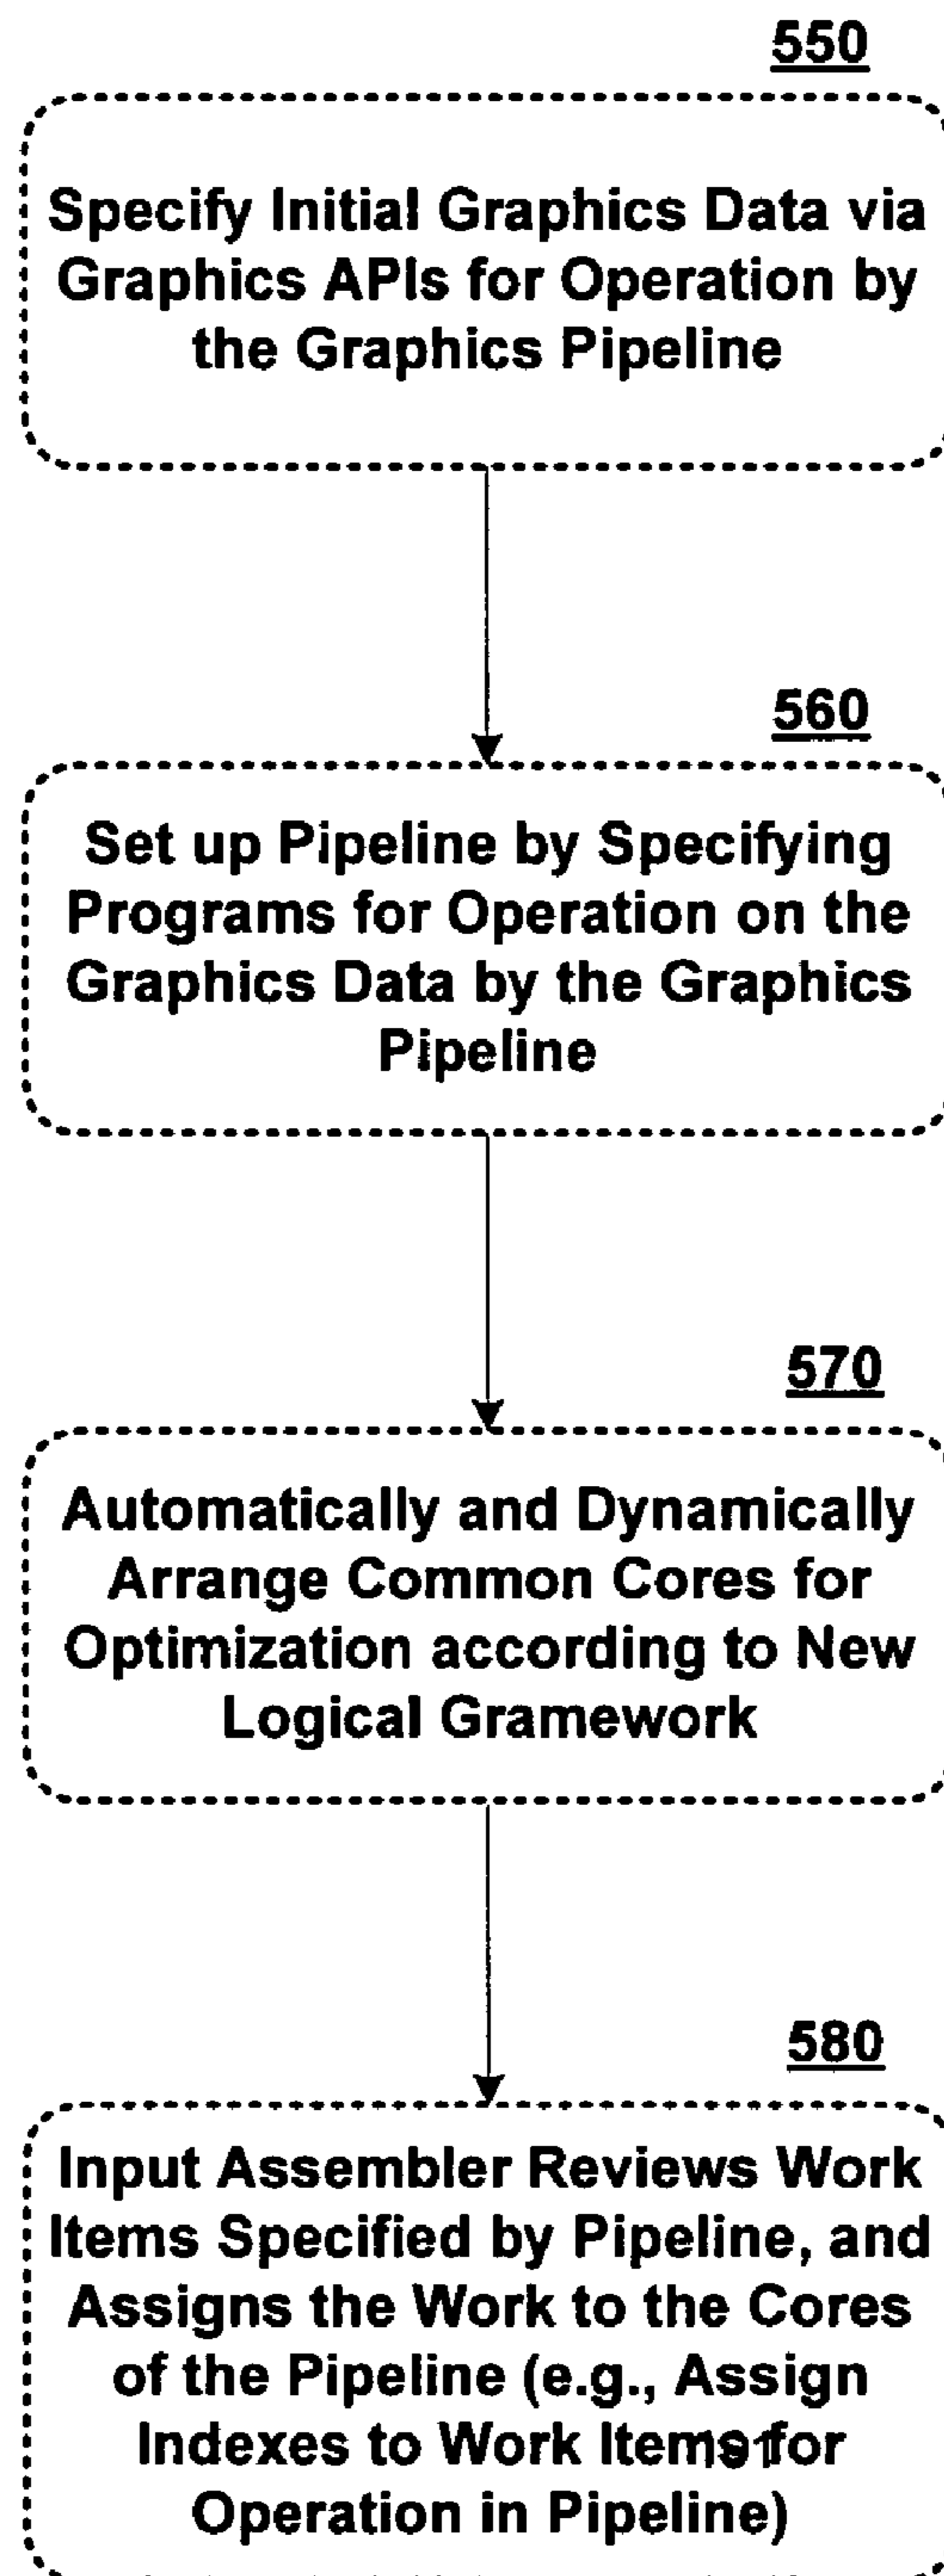 550
Specify Initial Graphics Data via
Graphics APIs for Operation by
the Graphics Pipeline
560
Set up Pipeline by Specifying
Programs for Operation on the
Graphics Data by the Graphics
Pipeline
570
Automatically and Dynamically
Arrange Common Cores for
Optimization according to New
Logical Gramework
580
Input Assembler Reviews Work
Items Specified by Pipeline, and
Assigns the Work to the Cores
of the Pipeline (e.g., Assign
Indexes to Work Items for
Operation in Pipeline)